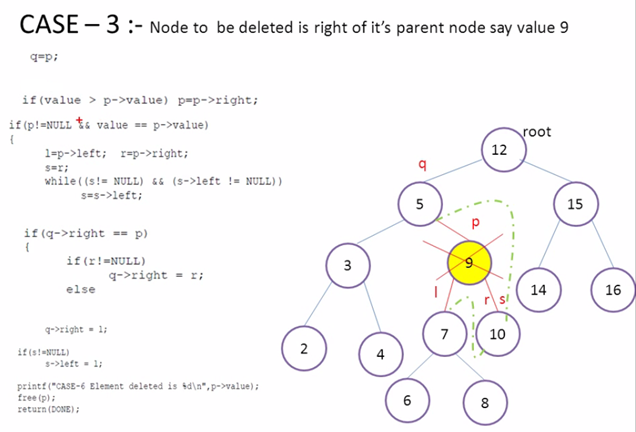 CASE – 3 :- Node to be deleted is right of it's parent node say value 9
q=p;
if(value > p->value) p=p->right;
if(p!=NULL && value == p->value)
{
l=p->left; r=p->right;
s=r;
while((s!= NULL) && (s->left != NULL))
s=s->left;
if(q->right == p)
{
if(r!=NULL)
q->right = r;
else
q->right = l;
if(s!=NULL)
s->left = l;
printf("CASE-6 Element deleted is %d\n",p->value);
free(p);
return(DONE);
root
12
q
5
15
p
3
9
l
r s
14
16
2
4
7
10
6
8